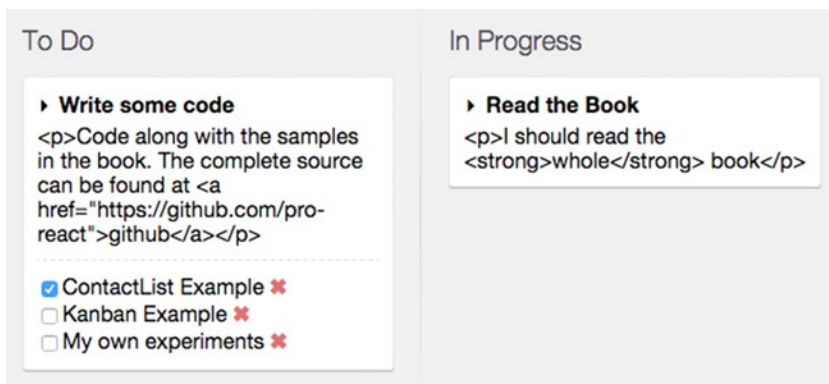 To Do
Write some code
<p>Code along with the samples
in the book. The complete source
can be found at <a
href="https://github.com/pro-
react">github</a></p>
ContactList Example ✖
Kanban Example ✖
My own experiments ✖
In Progress
Read the Book
<p>I should read the
<strong>whole</strong> book</p>